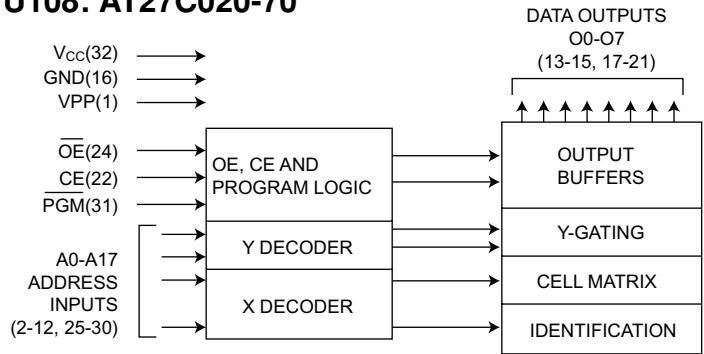 U108: AT27C020-70
DATA OUTPUTS
O0-O7
(13-15, 17-21)
VCC(32)
GND(16)
VPP(1)
OE(24)
CE(22)
PGM(31)
A0-A17
ADDRESS
INPUTS
(2-12, 25-30)
OE, CE AND
PROGRAM LOGIC
Y DECODER
X DECODER
OUTPUT
BUFFERS
Y-GATING
CELL MATRIX
IDENTIFICATION